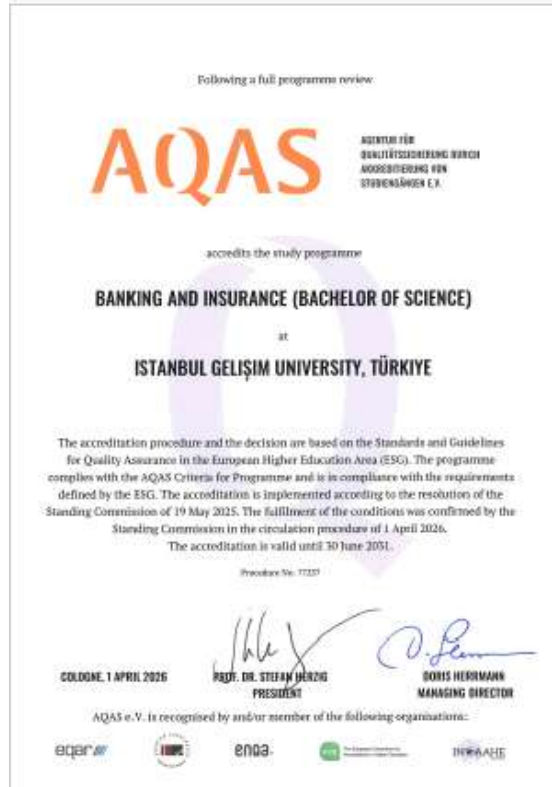 Following a full programme review
AQAS
AGENTUR FÜR
QUALITÄTSSICHERUNG DURCH
AKKREDITIERUNG VON
STUDIENGÄNGEN E.V.
accredits the study programme
BANKING AND INSURANCE (BACHELOR OF SCIENCE)
at
ISTANBUL GELIŞIM UNIVERSITY, TÜRKIYE
The accreditation procedure and the decision are based on the Standards and Guidelines
for Quality Assurance in the European Higher Education Area (ESG). The programme
complies with the AQAS Criteria for Programme and is in compliance with the requirements
defined by the ESG. The accreditation is implemented according to the resolution of the
Standing Commission of 19 May 2025. The fulfilment of the conditions was confirmed by the
Standing Commission in the circulation procedure of 1 April 2026.
The accreditation is valid until 30 June 2031.
Procedure No. 77237
COLOGNE, 1 APRIL 2026
PROF. DR. STEFAN HERZIG
PRESIDENT
DORIS HERRMANN
MANAGING DIRECTOR
AQAS e.V. is recognised by and/or member of the following organisations:
eqar
enqa.
INQAAHE